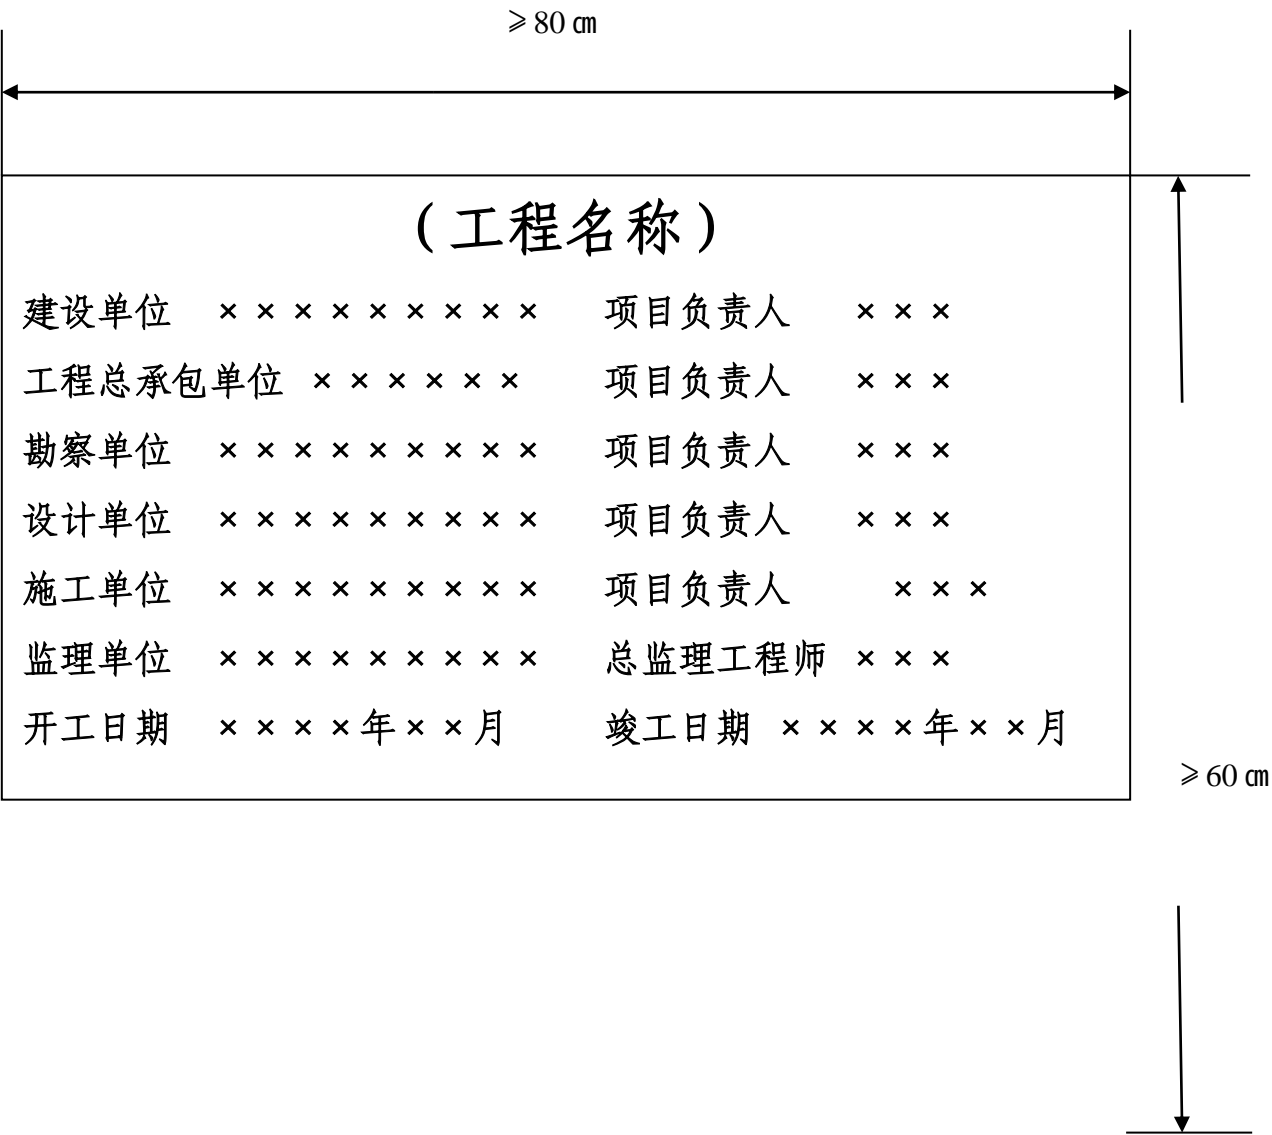 ≥80㎝
（工程名称）
建设单位 ××××××××× 项目负责人 ×××
工程总承包单位 ×××××× 项目负责人 ×××
勘察单位 ××××××××× 项目负责人 ×××
设计单位 ××××××××× 项目负责人 ×××
施工单位 ××××××××× 项目负责人 ×××
监理单位 ××××××××× 总监理工程师 ×××
开工日期 ××××年××月 竣工日期 ××××年××月
≥60㎝